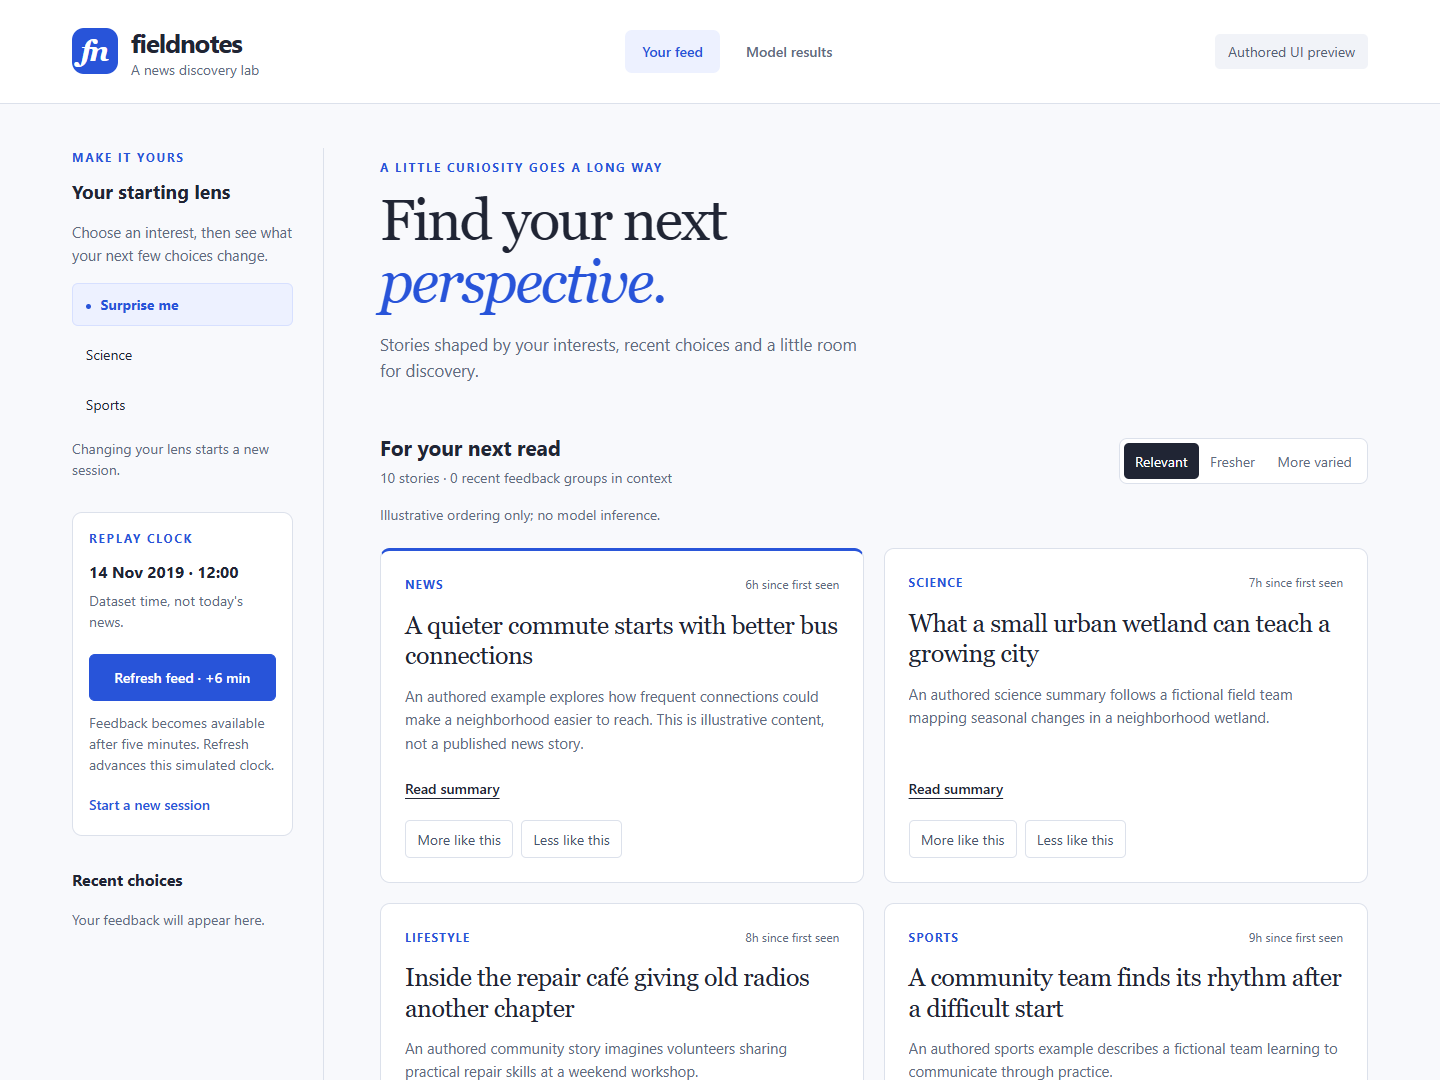 fn
fieldnotes
A news discovery lab
Your feed
Model results
Authored UI preview
MAKE IT YOURS
Your starting lens
Choose an interest, then see what
your next few choices change.
Surprise me
Science
Sports
Changing your lens starts a new
session.
REPLAY CLOCK
14 Nov 2019 · 12:00
Dataset time, not today's
news.
Refresh feed · +6 min
Feedback becomes available
after five minutes. Refresh
advances this simulated clock.
Start a new session
Recent choices
Your feedback will appear here.
A LITTLE CURIOSITY GOES A LONG WAY
Find your next
perspective.
Stories shaped by your interests, recent choices and a little room
for discovery.
For your next read
10 stories · 0 recent feedback groups in context
Relevant
Fresher
More varied
Illustrative ordering only; no model inference.
NEWS
6h since first seen
A quieter commute starts with better bus
connections
An authored example explores how frequent connections could
make a neighborhood easier to reach. This is illustrative content,
not a published news story.
Read summary
More like this
Less like this
SCIENCE
7h since first seen
What a small urban wetland can teach a
growing city
An authored science summary follows a fictional field team
mapping seasonal changes in a neighborhood wetland.
Read summary
More like this
Less like this
LIFESTYLE
8h since first seen
Inside the repair café giving old radios
another chapter
An authored community story imagines volunteers sharing
practical repair skills at a weekend workshop.
SPORTS
9h since first seen
A community team finds its rhythm after
a difficult start
An authored sports example describes a fictional team learning to
communicate through practice.